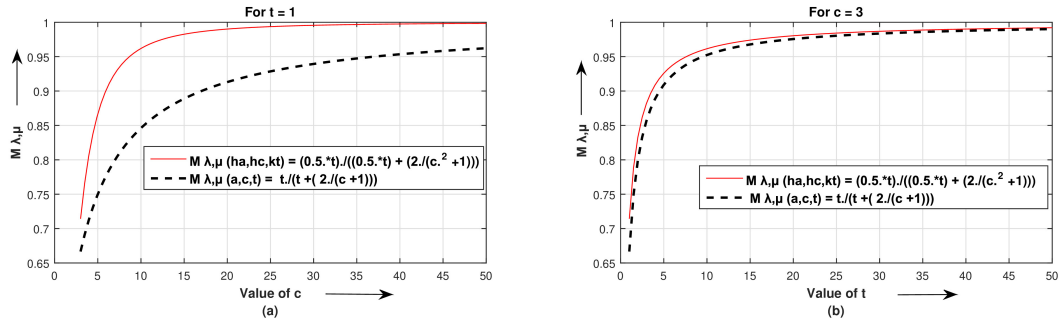 For t = 1
1
0.95
0.9
0.85
0.8
0.75
0.7
0.65
M λ,μ
M λ,μ (ha,hc,kt) = (0.5.*t)./((0.5.*t) + (2./(c.² +1)))
M λ,μ (a,c,t) = t./(t +( 2./(c +1)))
0 5 10 15 20 25 30 35 40 45 50
Value of c
(a)
For c = 3
1
0.95
0.9
0.85
0.8
0.75
0.7
0.65
M λ,μ
M λ,μ (ha,hc,kt) = (0.5.*t)./((0.5.*t) + (2./(c.² +1)))
M λ,μ (a,c,t) = t./(t +( 2./(c +1)))
0 5 10 15 20 25 30 35 40 45 50
Value of t
(b)